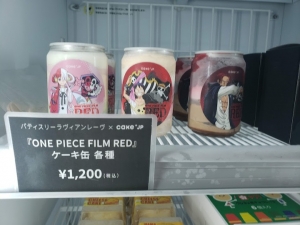 パティスリーラヴィアンレーヴ × CAKE.JP
『ONE PIECE FILM RED』
ケーキ缶 各種
¥1,200(税込)
RED